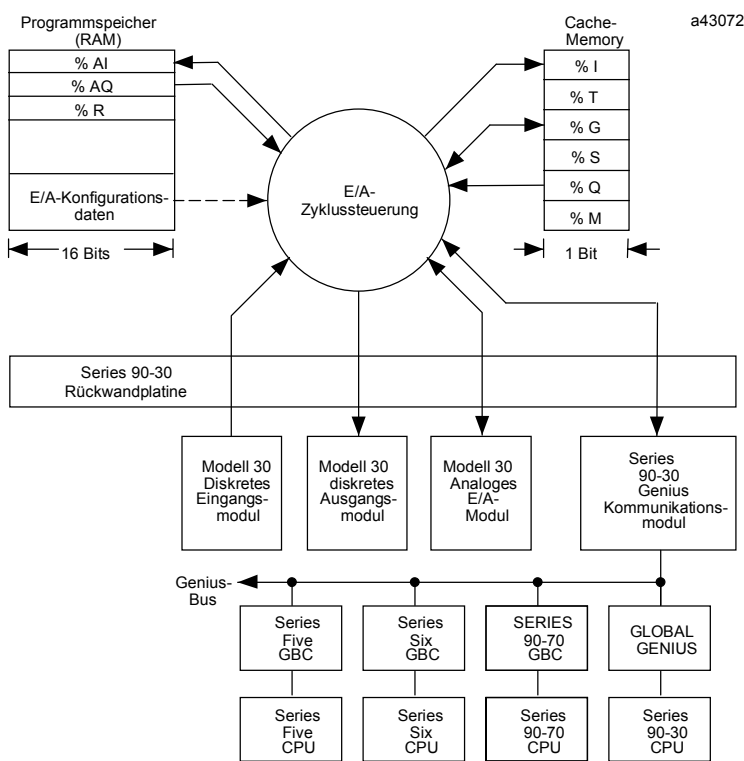 Programmspeicher
(RAM)
Cache-
Memory
a43072
% AI
% AQ
% R
E/A-Konfigurations-
daten
16 Bits
E/A-
Zyklussteuerung
% I
% T
% G
% S
% Q
% M
1 Bit
Series 90-30
Rückwandplatine
Modell 30
Diskretes
Eingangs-
modul
Modell 30
diskretes
Ausgangs-
modul
Modell 30
Analoges
E/A-
Modul
Series
90-30
Genius
Kommunikations-
modul
Genius-
Bus
Series
Five
GBC
Series
Six
GBC
SERIES
90-70
GBC
GLOBAL
GENIUS
Series
Five
CPU
Series
Six
CPU
Series
90-70
CPU
Series
90-30
CPU